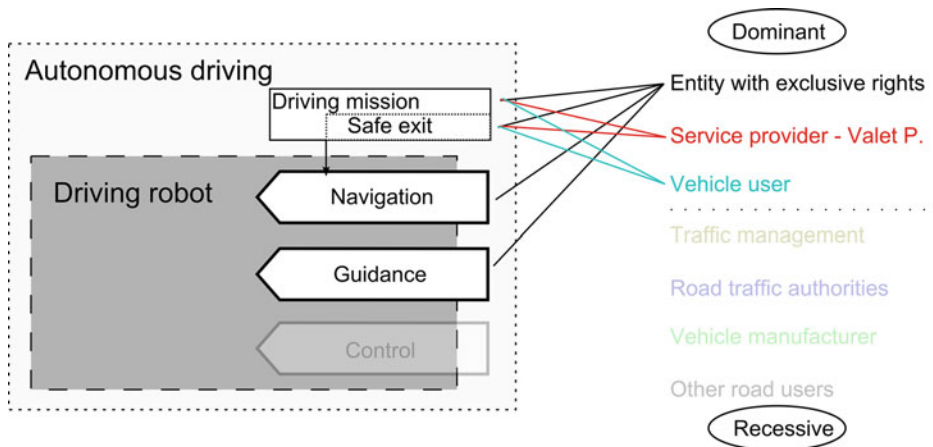 Dominant
Autonomous driving
Entity with exclusive rights
Driving mission
Safe exit
Service provider - Valet P.
Driving robot
Navigation
Vehicle user
Traffic management
Guidance
Road traffic authorities
Vehicle manufacturer
Control
Other road users
Recessive